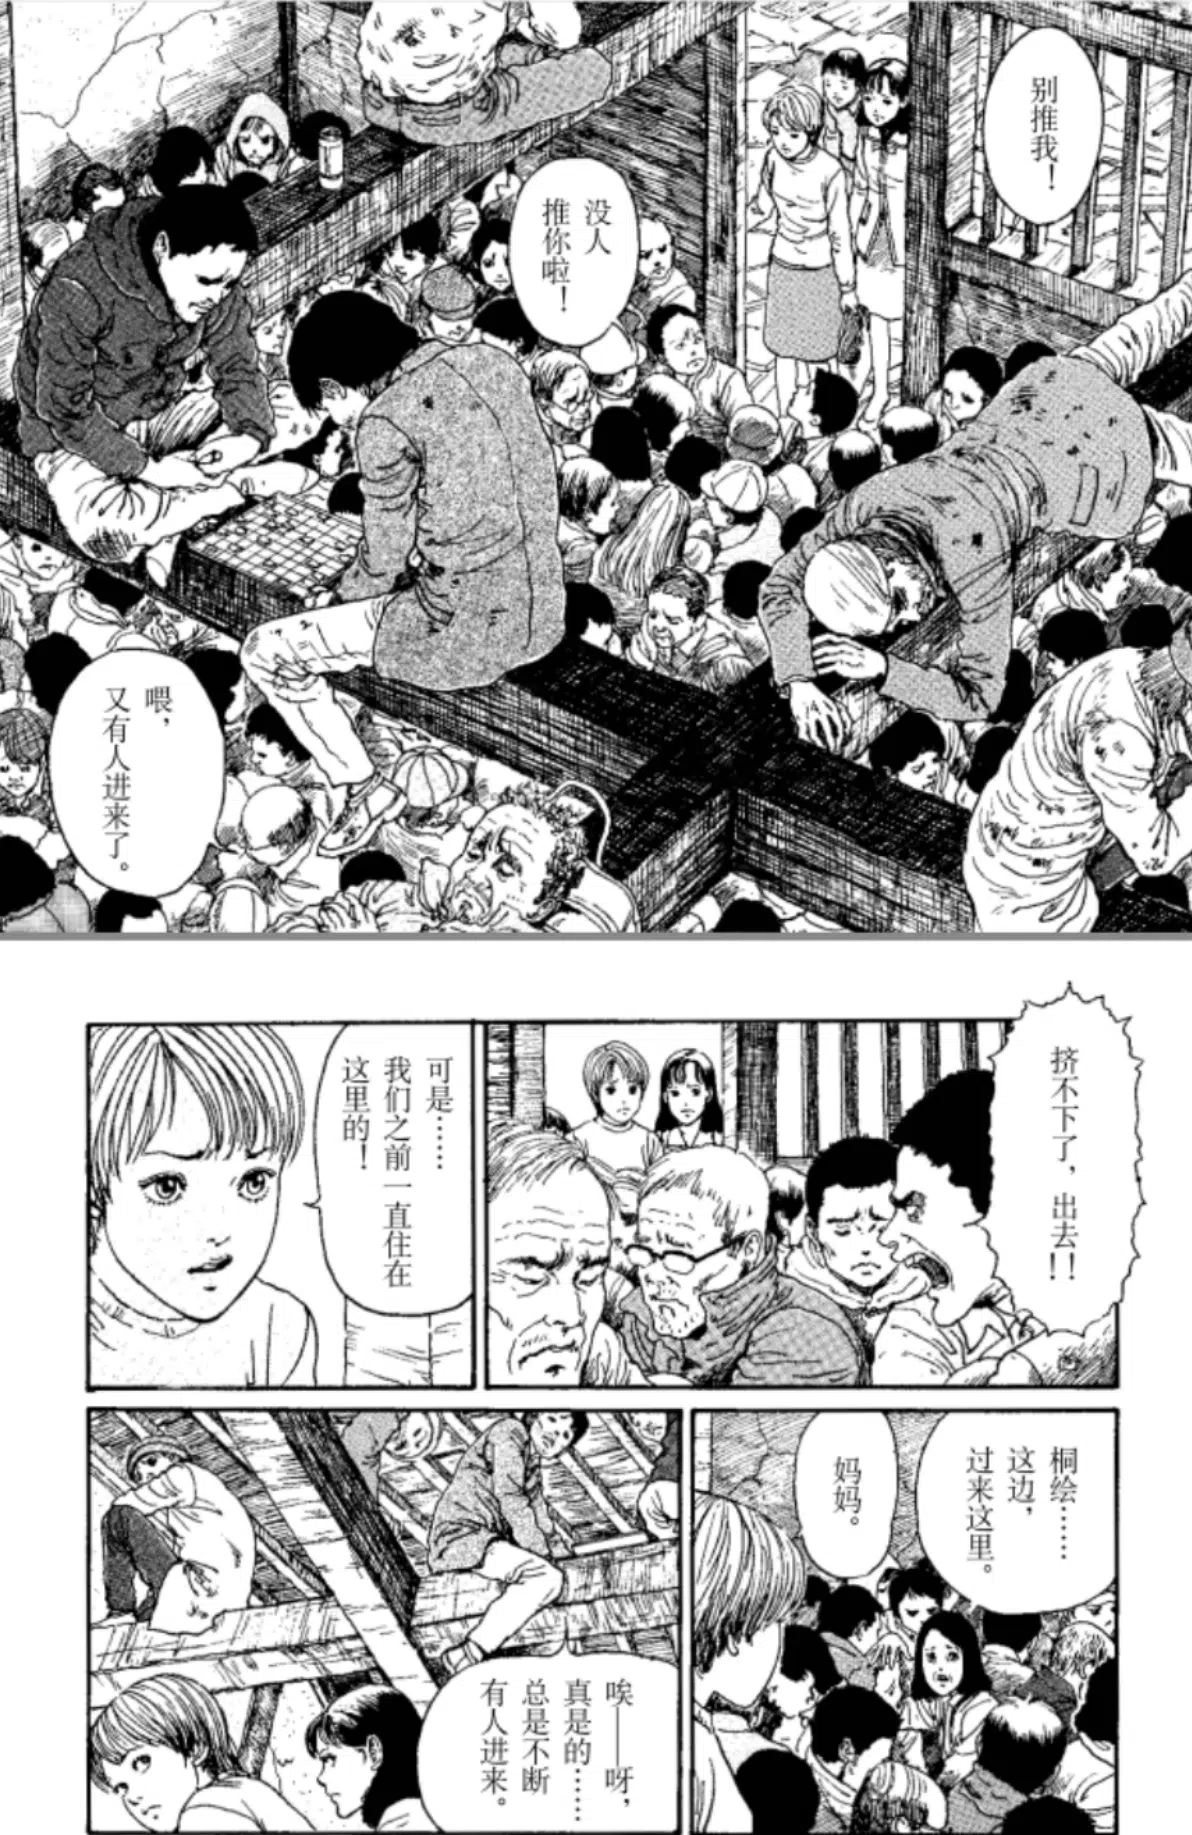 别推我！
没人
推你啦！
喂，
又有人进来了。
挤不下了，出去！！
可是……
我们之前一直住在
这里的！
桐绘……
这边，
过来这里。
妈妈。
唉——呀，
真是的……
总是不断
有人进来。